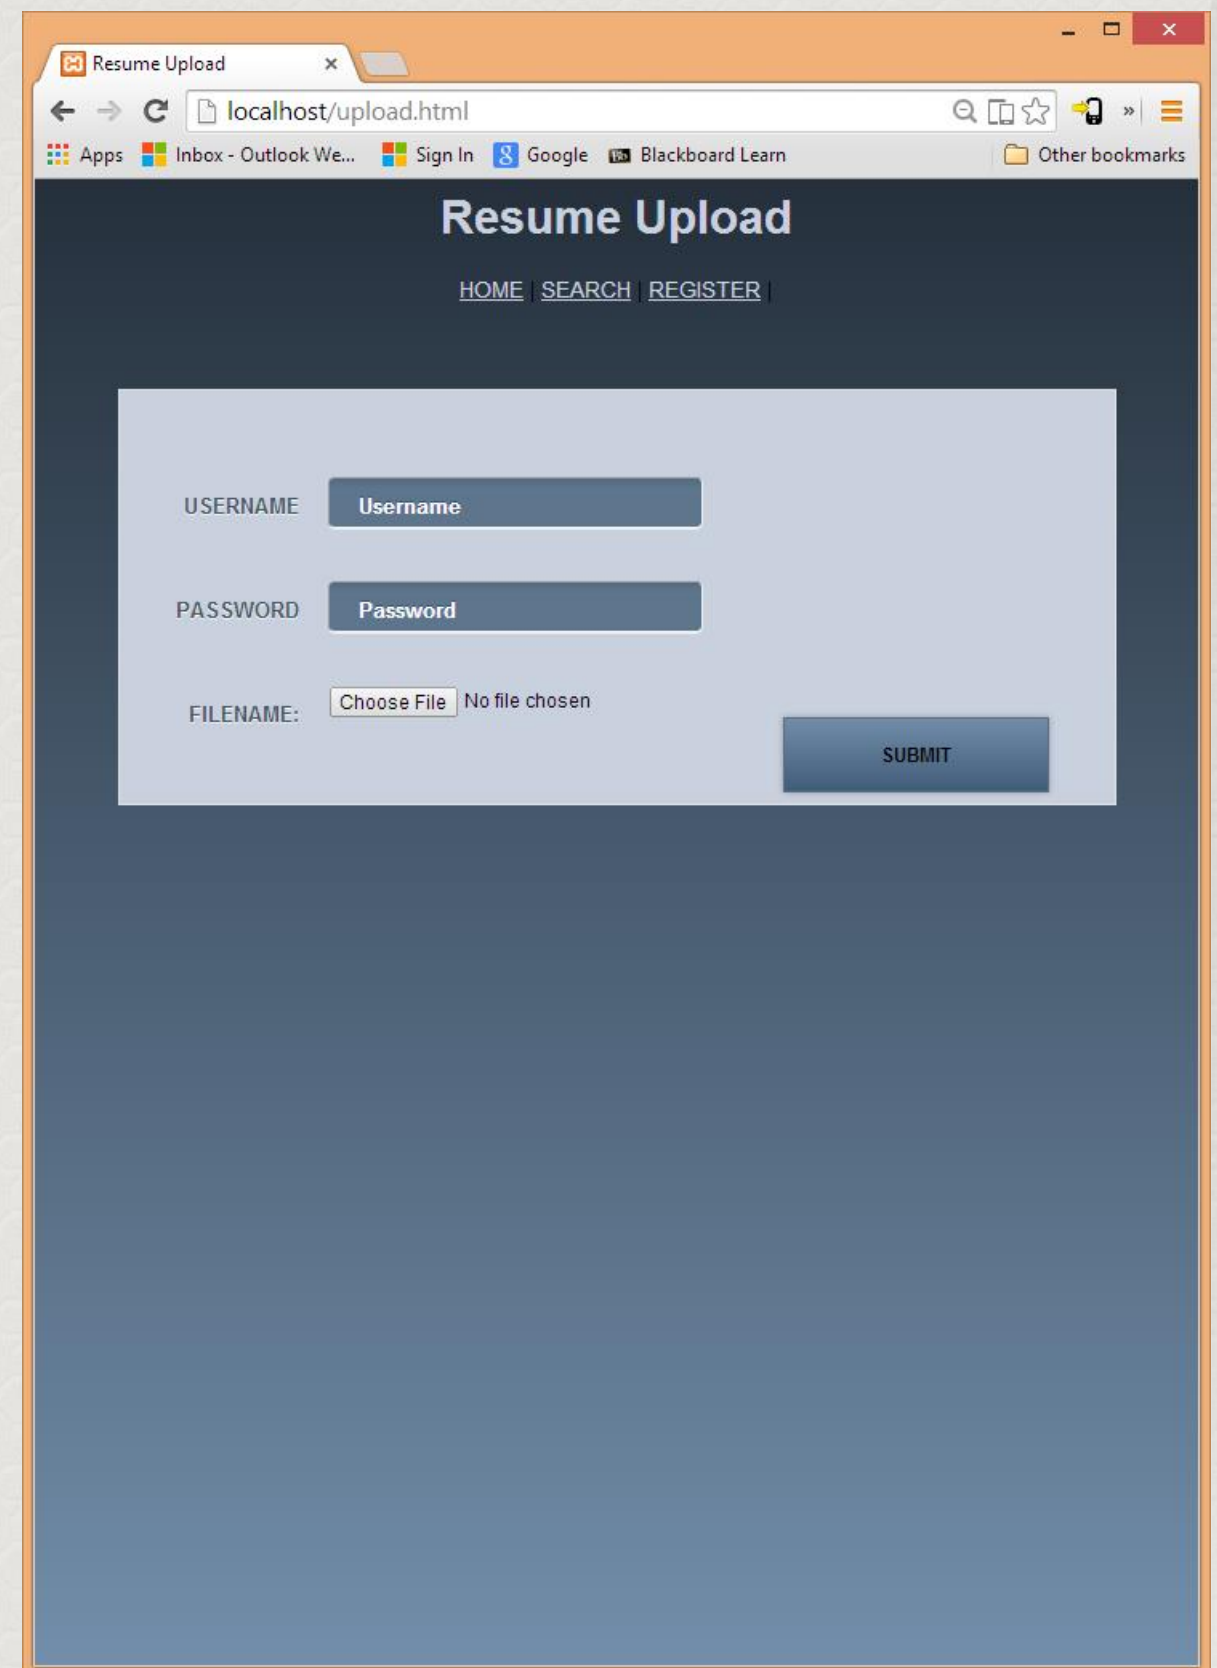 Resume Upload
localhost/upload.html
Apps Inbox - Outlook We... Sign In Google Blackboard Learn Other bookmarks
Resume Upload
HOME | SEARCH | REGISTER |
USERNAME Username
PASSWORD Password
FILENAME: Choose File No file chosen
SUBMIT